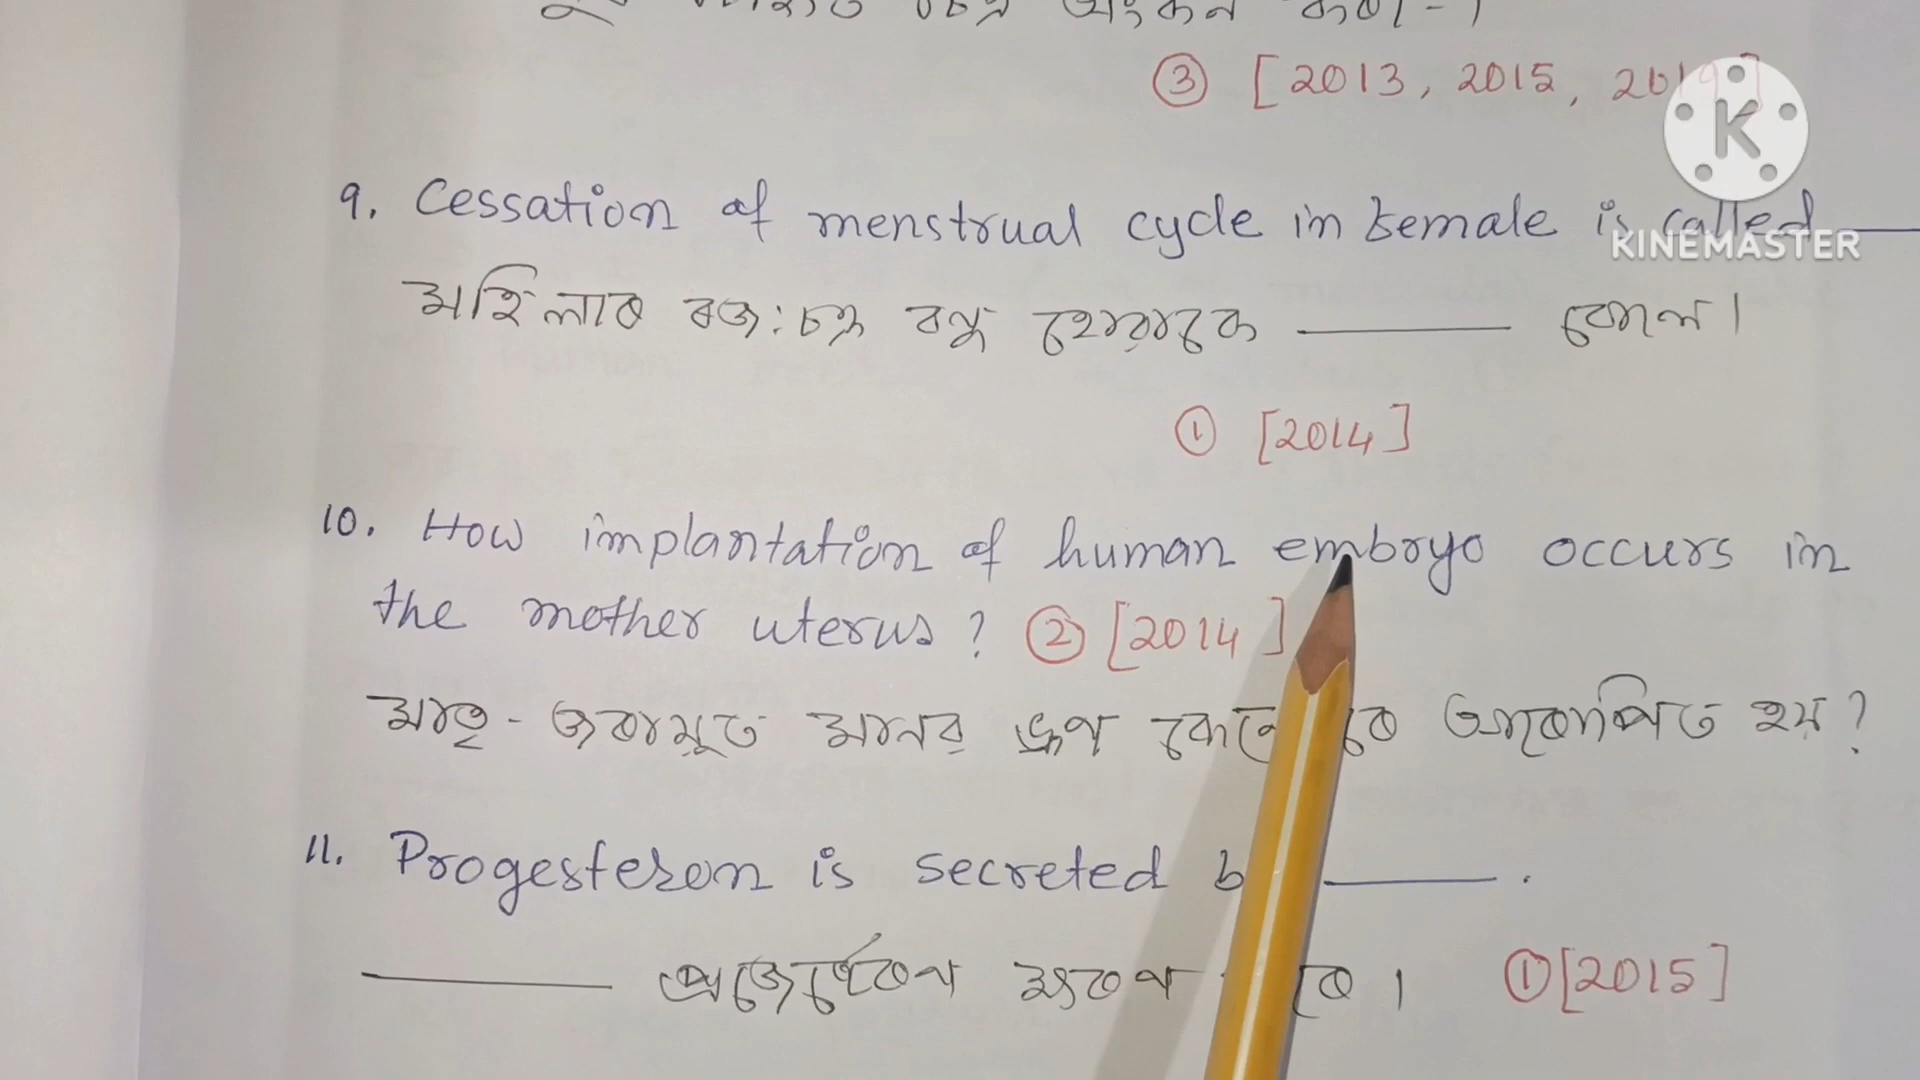 ③ [2013, 2015, 2019]
9. Cessation of menstrual cycle in female is called
KINEMASTER
মহিলাৰ ৰজঃচক্ৰ বন্ধ হোৱাকে ______ বোলে।
① [2014]
10. How implantation of human embryo occurs in
the mother uterus? ② [2014]
মাতৃ-জৰায়ুত মানৱ ভ্ৰূণ হয়?
11. Progesteron is secreted ______.
______ ক্ষৰণ ।  ① [2015]